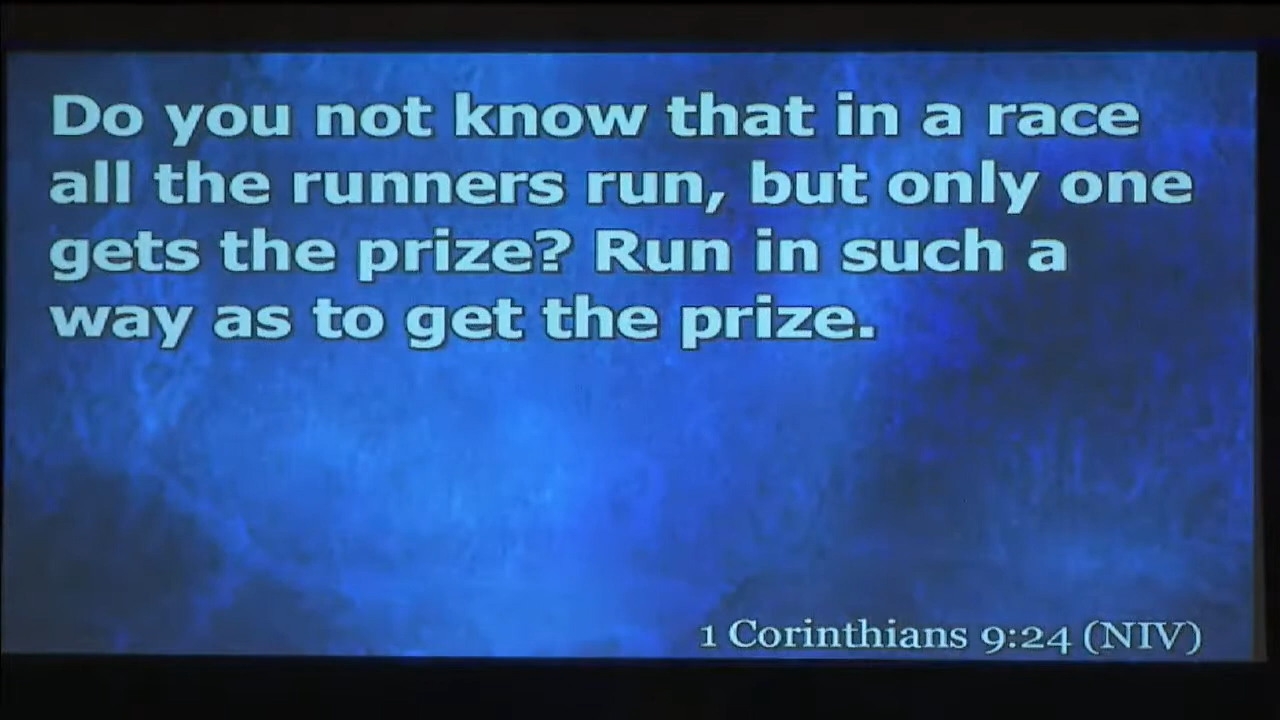 Do you not know that in a race
all the runners run, but only one
gets the prize? Run in such a
way as to get the prize.
1 Corinthians 9:24 (NIV)